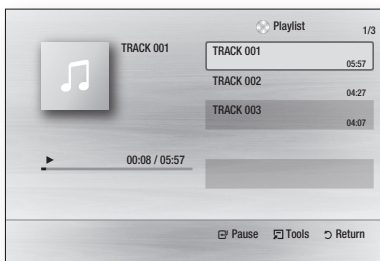 Playlist
1/3
TRACK 001
TRACK 001
05:57
TRACK 002
04:27
TRACK 003
04:07
00:08 / 05:57
Pause Tools Return